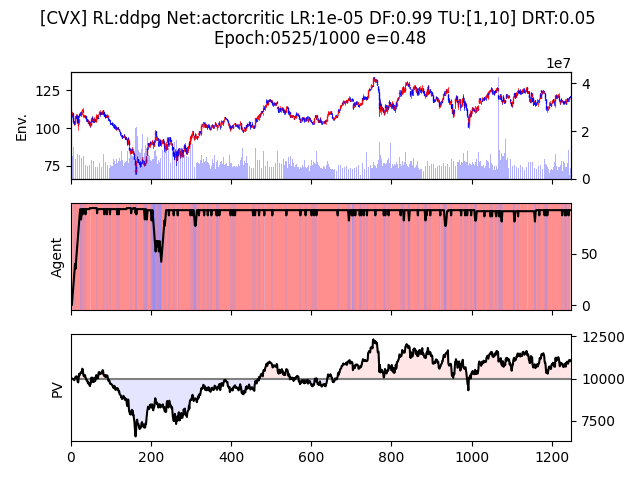 [CVX] RL:ddpg Net:actorcritic LR:1e-05 DF:0.99 TU:[1,10] DRT:0.05
Epoch:0525/1000 e=0.48
1e7
125
100
75
Env.
4
2
0
Agent
50
0
PV
12500
10000
7500
0 200 400 600 800 1000 1200